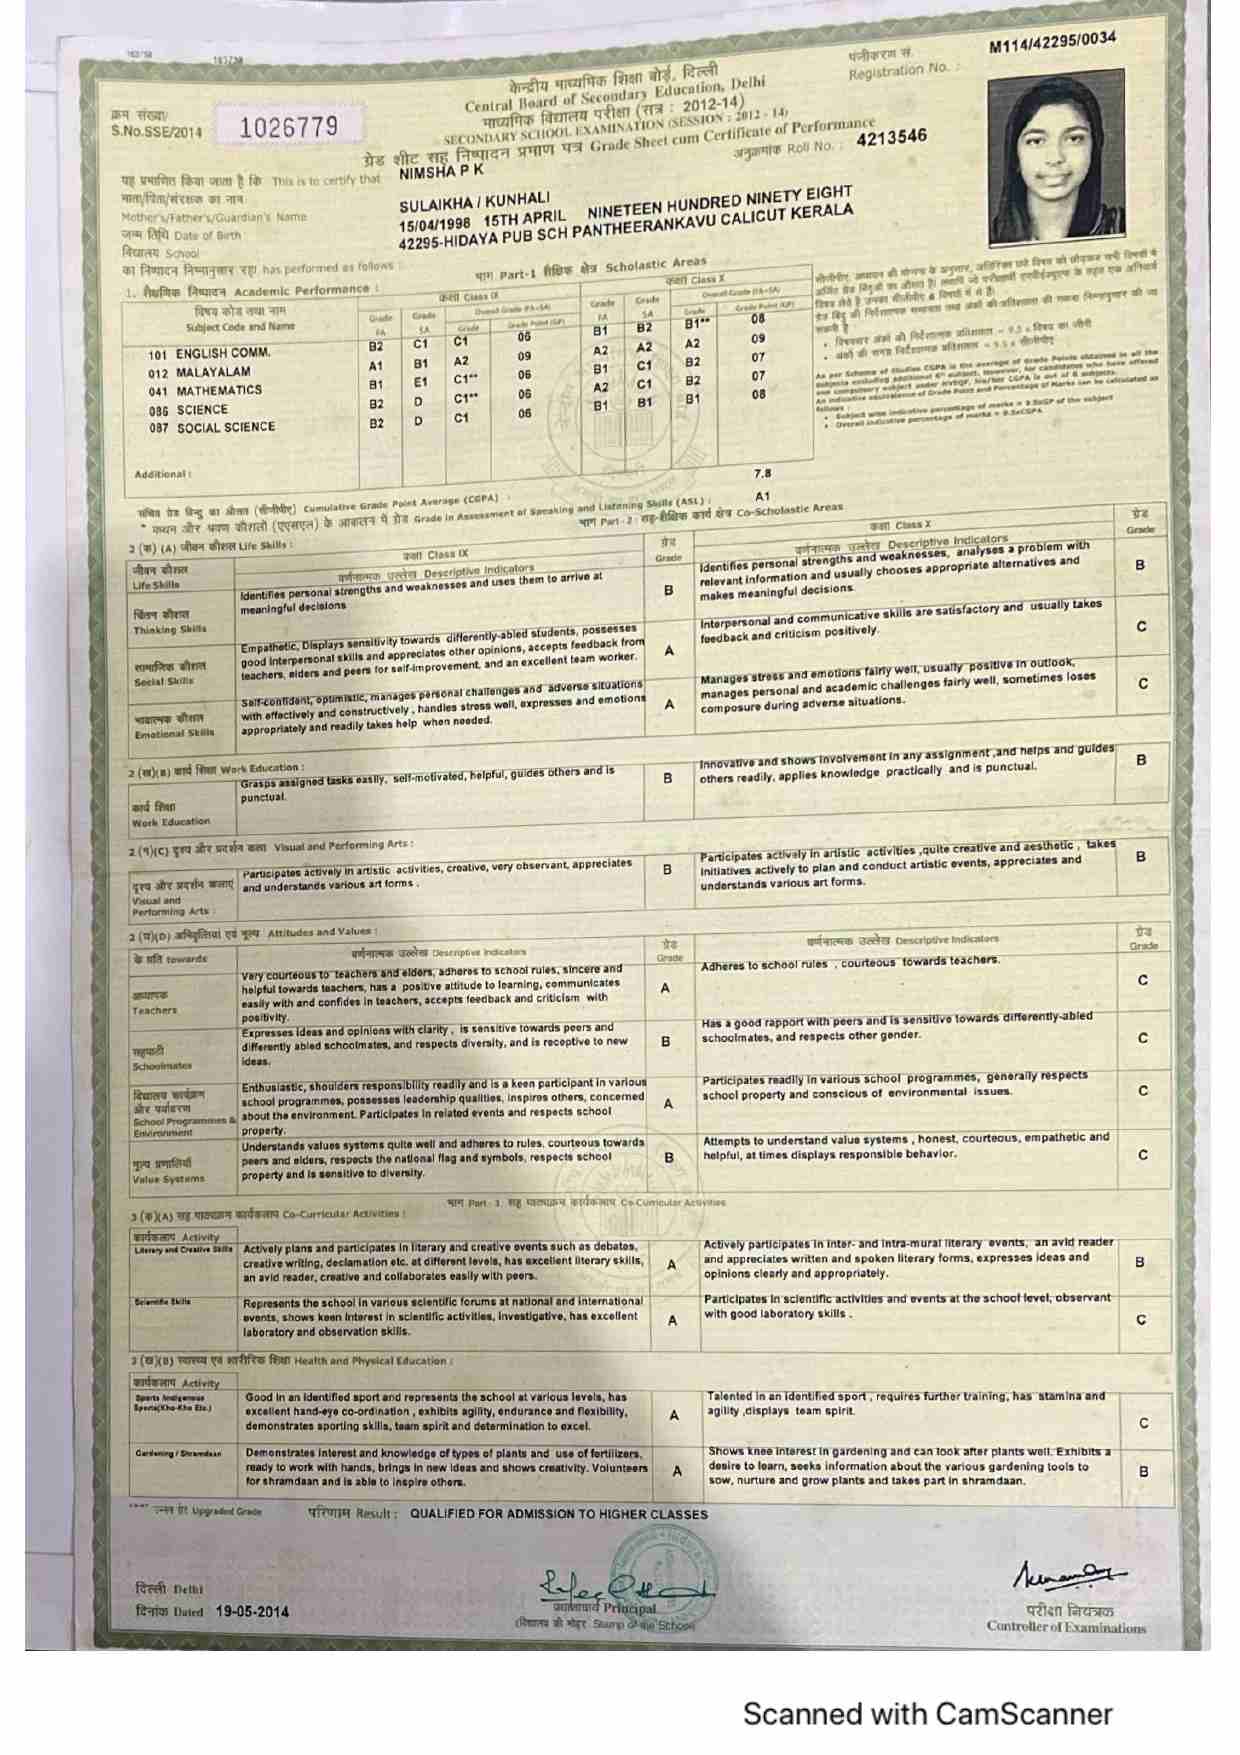 163/58
केन्द्रीय माध्यमिक शिक्षा बोर्ड, दिल्ली
Central Board of Secondary Education, Delhi
पंजीकरण सं.
Registration No. :
M114/42295/0034
माध्यमिक विद्यालय परीक्षा (सत्र : 2012-14)
SECONDARY SCHOOL EXAMINATION (SESSION : 2012 - 14)
क्रम संख्या/
S.No.SSE/2014 1026779
ग्रेड शीट सह निष्पादन प्रमाण पत्र Grade Sheet cum Certificate of Performance
अनुक्रमांक Roll No. : 4213546
यह प्रमाणित किया जाता है कि This is to certify that NIMSHA P K
माता/पिता/संरक्षक का नाम
Mother's/Father's/Guardian's Name SULAIKHA / KUNHALI
जन्म तिथि Date of Birth 15/04/1998 15TH APRIL NINETEEN HUNDRED NINETY EIGHT
विद्यालय School 42295-HIDAYA PUB SCH PANTHEERANKAVU CALICUT KERALA
का निष्पादन निम्नानुसार रहा has performed as follows :
भाग Part-1 शैक्षिक क्षेत्र Scholastic Areas
1. शैक्षणिक निष्पादन Academic Performance :
विषय कोड तथा नाम
Subject Code and Name
कक्षा Class IX
कक्षा Class X
Grade FA Grade SA Overall Grade (FA+SA) Grade Grade Point (GP)
Grade FA Grade SA Overall Grade (FA+SA) Grade Grade Point (GP)
101 ENGLISH COMM. B2 C1 C1 06 B1 B2 B1** 08
012 MALAYALAM A1 B1 A2 09 A2 A2 A2 09
041 MATHEMATICS B1 E1 C1** 06 B1 C1 B2 07
086 SCIENCE B2 D C1** 06 A2 C1 B2 07
087 SOCIAL SCIENCE B2 D C1 06 B1 B1 B1 08
As per Scheme of Studies CGPA is the average of Grade Points obtained in all the
subjects excluding additional 6th subject. However, for candidates who have offered
one compulsory subject under NVEQF, his/her CGPA is out of 6 subjects.
An indicative equivalence of Grade Point and Percentage of Marks can be calculated as
follows :
• Subject wise indicative percentage of marks = 9.5xGP of the subject
• Overall indicative percentage of marks = 9.5xCGPA
Additional :
संचित ग्रेड बिन्दु का औसत (सीजीपीए) Cumulative Grade Point Average (CGPA) : 7.8
* कथन और श्रवण कौशलों (एएसएल) के आकलन में ग्रेड Grade in Assessment of Speaking and Listening Skills (ASL) : A1
भाग Part - 2 : सह-शैक्षिक कार्य क्षेत्र Co-Scholastic Areas
2 (क) (A) जीवन कौशल Life Skills :
जीवन कौशल
Life Skills
कक्षा Class IX
वर्णनात्मक उल्लेख Descriptive Indicators
ग्रेड
Grade
कक्षा Class X
वर्णनात्मक उल्लेख Descriptive Indicators
ग्रेड
Grade
चिंतन कौशल
Thinking Skills
Identifies personal strengths and weaknesses and uses them to arrive at
meaningful decisions
B
Identifies personal strengths and weaknesses, analyses a problem with
relevant information and usually chooses appropriate alternatives and
makes meaningful decisions.
B
सामाजिक कौशल
Social Skills
Empathetic, Displays sensitivity towards differently-abled students, possesses
good interpersonal skills and appreciates other opinions, accepts feedback from
teachers, elders and peers for self-improvement, and an excellent team worker.
A
Interpersonal and communicative skills are satisfactory and usually takes
feedback and criticism positively.
C
भावात्मक कौशल
Emotional Skills
Self-confident, optimistic, manages personal challenges and adverse situations
with effectively and constructively , handles stress well, expresses and emotions
appropriately and readily takes help when needed.
A
Manages stress and emotions fairly well, usually positive in outlook,
manages personal and academic challenges fairly well, sometimes loses
composure during adverse situations.
C
2 (ख)(B) कार्य शिक्षा Work Education :
कार्य शिक्षा
Work Education
Grasps assigned tasks easily, self-motivated, helpful, guides others and is
punctual.
B
Innovative and shows involvement in any assignment ,and helps and guides
others readily, applies knowledge practically and is punctual.
B
2 (ग)(C) दृश्य और प्रदर्शन कला Visual and Performing Arts :
दृश्य और प्रदर्शन कलाएं
Visual and
Performing Arts :
Participates actively in artistic activities, creative, very observant, appreciates
and understands various art forms .
B
Participates actively in artistic activities ,quite creative and aesthetic , takes
initiatives actively to plan and conduct artistic events, appreciates and
understands various art forms.
B
2 (घ)(D) अभिवृत्तियां एवं मूल्य Attitudes and Values :
के प्रति towards
वर्णनात्मक उल्लेख Descriptive Indicators
ग्रेड
Grade
वर्णनात्मक उल्लेख Descriptive Indicators
ग्रेड
Grade
अध्यापक
Teachers
Very courteous to teachers and elders, adheres to school rules, sincere and
helpful towards teachers, has a positive attitude to learning, communicates
easily with and confides in teachers, accepts feedback and criticism with
positivity.
A
Adheres to school rules , courteous towards teachers.
C
सहपाठी
Schoolmates
Expresses ideas and opinions with clarity , is sensitive towards peers and
differently abled schoolmates, and respects diversity, and is receptive to new
ideas.
B
Has a good rapport with peers and is sensitive towards differently-abled
schoolmates, and respects other gender.
C
विद्यालय कार्यक्रम
और पर्यावरण
School Programmes &
Environment
Enthusiastic, shoulders responsibility readily and is a keen participant in various
school programmes, possesses leadership qualities, inspires others, concerned
about the environment. Participates in related events and respects school
property.
A
Participates readily in various school programmes, generally respects
school property and conscious of environmental issues.
C
मूल्य प्रणालियां
Value Systems
Understands values systems quite well and adheres to rules, courteous towards
peers and elders, respects the national flag and symbols, respects school
property and is sensitive to diversity.
B
Attempts to understand value systems , honest, courteous, empathetic and
helpful, at times displays responsible behavior.
C
भाग Part - 3 सह पाठ्यक्रम कार्यकलाप Co-Curricular Activities
3 (क)(A) सह पाठ्यक्रम कार्यकलाप Co-Curricular Activities :
कार्यकलाप Activity
Literary and Creative Skills
Actively plans and participates in literary and creative events such as debates,
creative writing, declamation etc. at different levels, has excellent literary skills,
an avid reader, creative and collaborates easily with peers.
A
Actively participates in inter- and intra-mural literary events, an avid reader
and appreciates written and spoken literary forms, expresses ideas and
opinions clearly and appropriately.
B
Scientific Skills
Represents the school in various scientific forums at national and international
events, shows keen interest in scientific activities, investigative, has excellent
laboratory and observation skills.
A
Participates in scientific activities and events at the school level, observant
with good laboratory skills .
C
3 (ख)(B) स्वास्थ्य एवं शारीरिक शिक्षा Health and Physical Education :
कार्यकलाप Activity
Sports /Indigenous
Sports(Kho-Kho Etc.)
Good in an identified sport and represents the school at various levels, has
excellent hand-eye co-ordination , exhibits agility, endurance and flexibility,
demonstrates sporting skills, team spirit and determination to excel.
A
Talented in an identified sport , requires further training, has stamina and
agility ,displays team spirit.
C
Gardening / Shramdaan
Demonstrates interest and knowledge of types of plants and use of fertilizers,
ready to work with hands, brings in new ideas and shows creativity. Volunteers
for shramdaan and is able to inspire others.
A
Shows knee interest in gardening and can look after plants well. Exhibits a
desire to learn, seeks information about the various gardening tools to
sow, nurture and grow plants and takes part in shramdaan.
B
Upgraded Grade परिणाम Result : QUALIFIED FOR ADMISSION TO HIGHER CLASSES
दिल्ली Delhi
दिनांक Dated 19-05-2014
प्रधानाचार्य Principal
(विद्यालय की मोहर Stamp of the School)
परीक्षा नियंत्रक
Controller of Examinations
Scanned with CamScanner